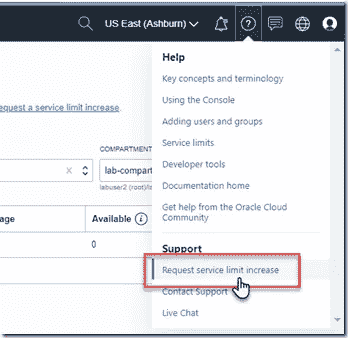 US East (Ashburn)
Help
Key concepts and terminology
equest a service limit increase.
Using the Console
Adding users and groups
COMPARTMENT
Service limits
lab-compart
Developer tools
labuser2 (root)/la
Documentation home
Get help from the Oracle Cloud
Community
age
Available
0
Support
Request service limit increase
Contact Support
Live Chat